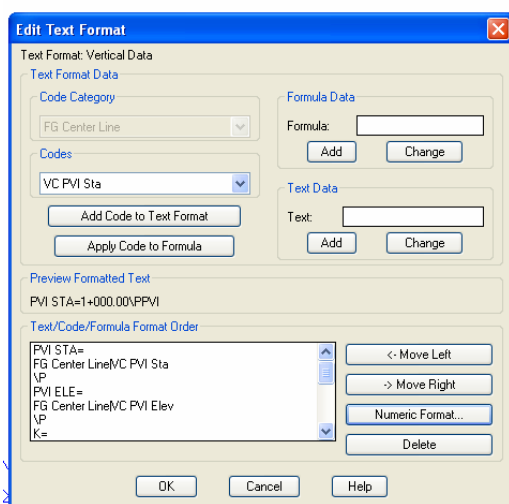 Edit Text Format
Text Format: Vertical Data
Text Format Data
Code Category
FG Center Line
Codes
VC PVI Sta
Add Code to Text Format
Apply Code to Formula
Formula Data
Formula:
Add Change
Text Data
Text:
Add Change
Preview Formatted Text
PVI STA=1+000.00\PPVI
Text/Code/Formula Format Order
PVI STA=
FG Center Line|VC PVI Sta
\P
PVI ELE=
FG Center Line|VC PVI Elev
\P
K=
<- Move Left
-> Move Right
Numeric Format...
Delete
OK Cancel Help